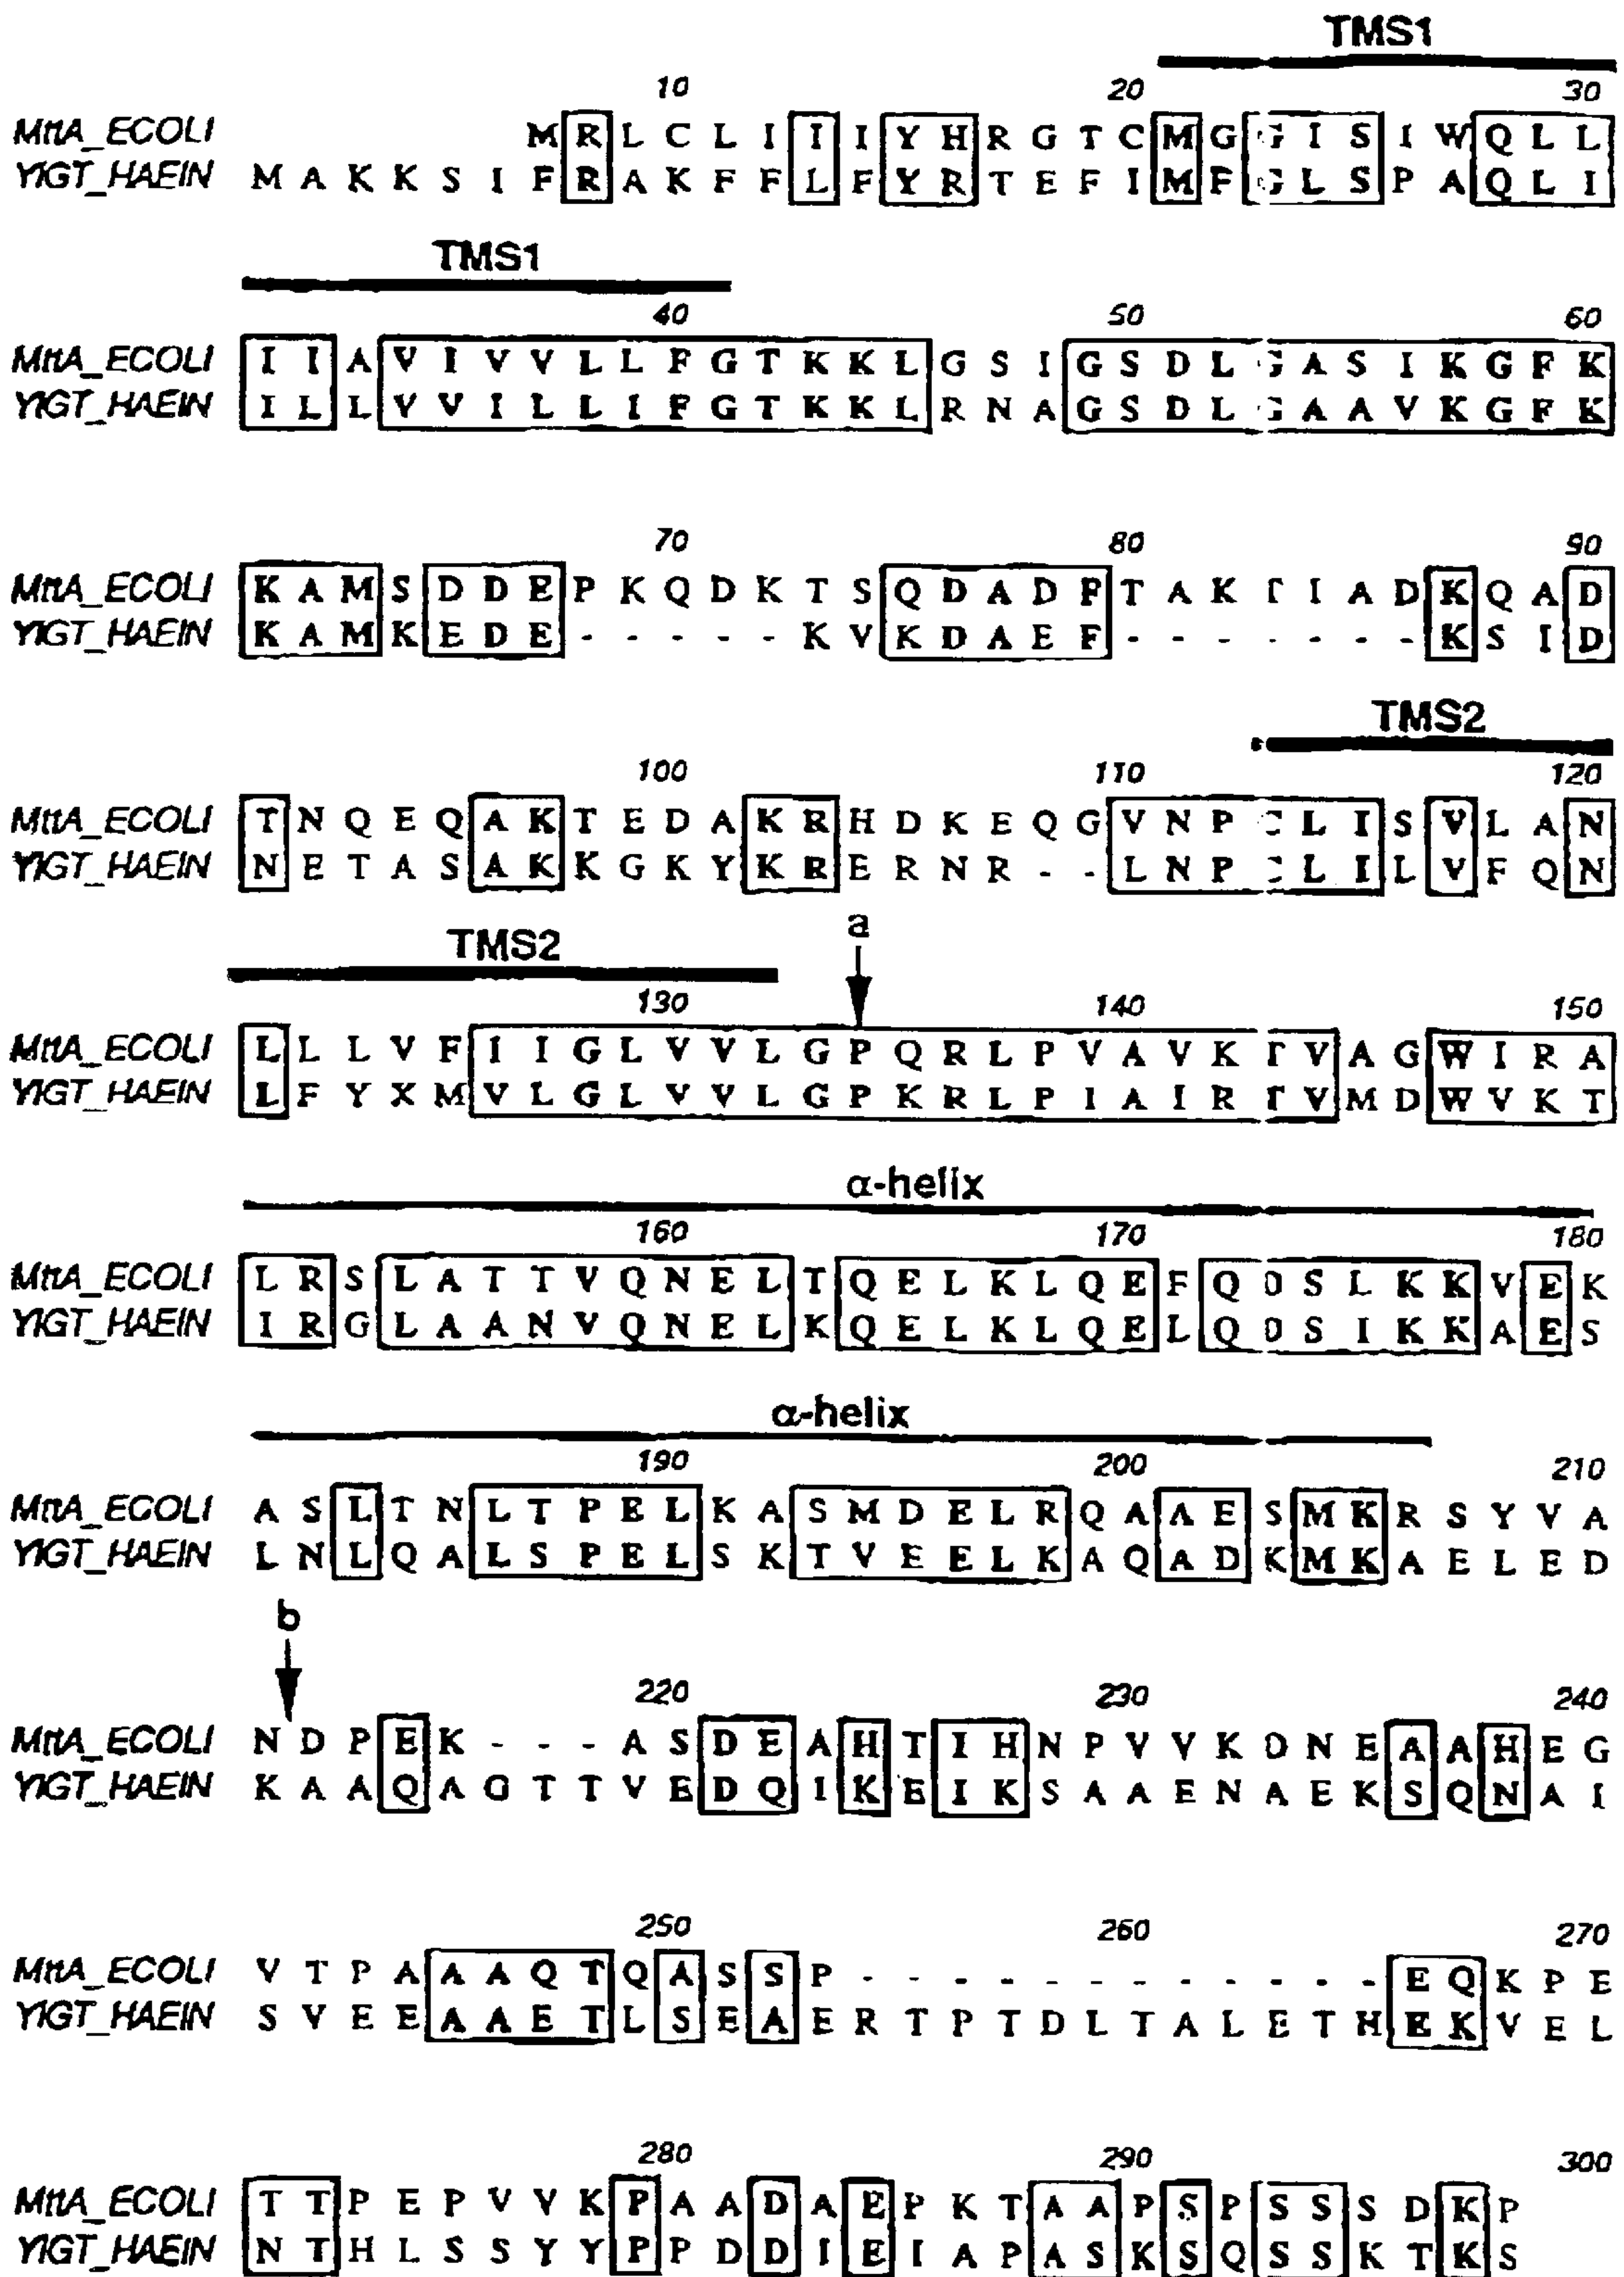 TMS1
10 20 30
MttA_ECOLI M R L C L I I I Y H R G T C M G G I S I W Q L L
YIGT_HAEIN M A K K S I F R A K F F L F Y R T E F I M F G L S P A Q L I
TMS1
40 50 60
MttA_ECOLI I I A V I V V L L F G T K K L G S I G S D L G A S I K G F K
YIGT_HAEIN I L L V V I L L I F G T K K L R N A G S D L G A A V K G F K
70 80 90
MttA_ECOLI K A M S D D E P K Q D K T S Q D A D F T A K T I A D K Q A D
YIGT_HAEIN K A M K E D E - - - - - K V K D A E F - - - - - - - K S I D
TMS2
100 110 120
MttA_ECOLI T N Q E Q A K T E D A K R H D K E Q G V N P L I S V L A N
YIGT_HAEIN N E T A S A K K G K Y K R E R N R - - L N P L I L V F Q N
TMS2 a
130 140 150
MttA_ECOLI L L L V F I I G L V V L G P Q R L P V A V K T V A G W I R A
YIGT_HAEIN L F Y X M V L G L V V L G P K R L P I A I R T V M D W V K T
α-helix
160 170 180
MttA_ECOLI L R S L A T T V Q N E L T Q E L K L Q E F Q D S L K K V E K
YIGT_HAEIN I R G L A A N V Q N E L K Q E L K L Q E L Q D S I K K A E S
α-helix
190 200 210
MttA_ECOLI A S L T N L T P E L K A S M D E L R Q A A E S M K R S Y V A
YIGT_HAEIN L N L Q A L S P E L S K T V E E L K A Q A D K M K A E L E D
b
220 230 240
MttA_ECOLI N D P E K - - - A S D E A H T I H N P V V K D N E A A H E G
YIGT_HAEIN K A A Q A G T T V E D Q I K E I K S A A E N A E K S Q N A I
250 260 270
MttA_ECOLI V T P A A A Q T Q A S S P - - - - - - - - - - - - E Q K P E
YIGT_HAEIN S V E E A A E T L S E A E R T P T D L T A L E T H E K V E L
280 290 300
MttA_ECOLI T T P E P V V K P A A D A E P K T A A P S P S S S D K P
YIGT_HAEIN N T H L S S Y Y P P D D I E I A P A S K S Q S S K T K S